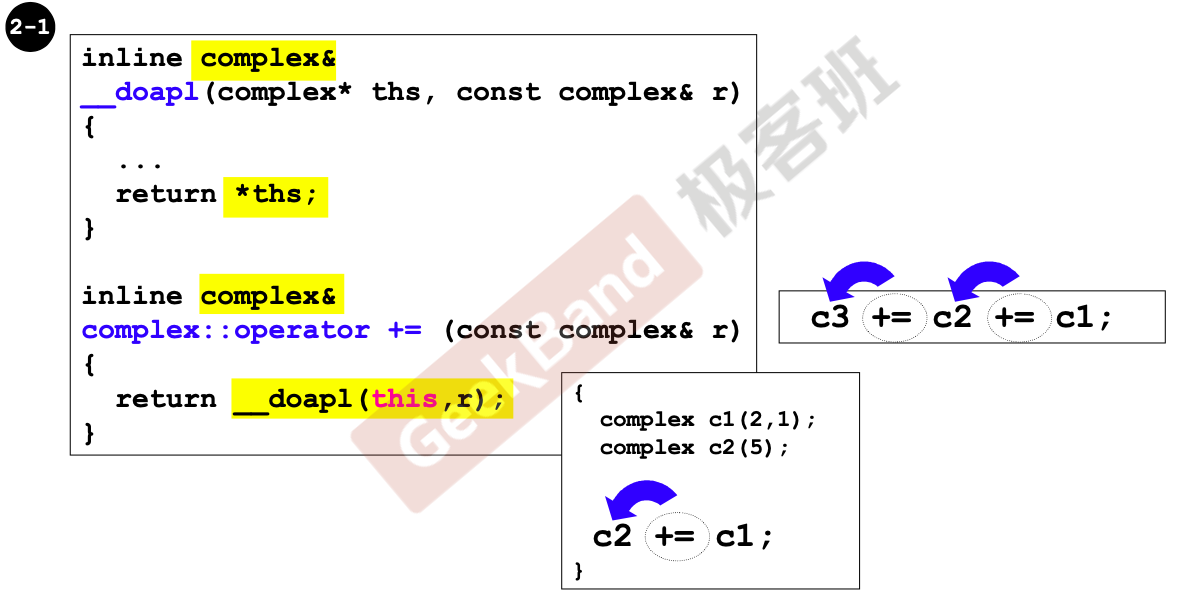 2-1
inline complex&
__doapl(complex* ths, const complex& r)
{
  ...
  return *ths;
}
inline complex&
complex::operator += (const complex& r)
{
  return __doapl(this,r);
}
c3 += c2 += c1;
{
  complex c1(2,1);
  complex c2(5);
c2 += c1;
}
GeekBand 极客班